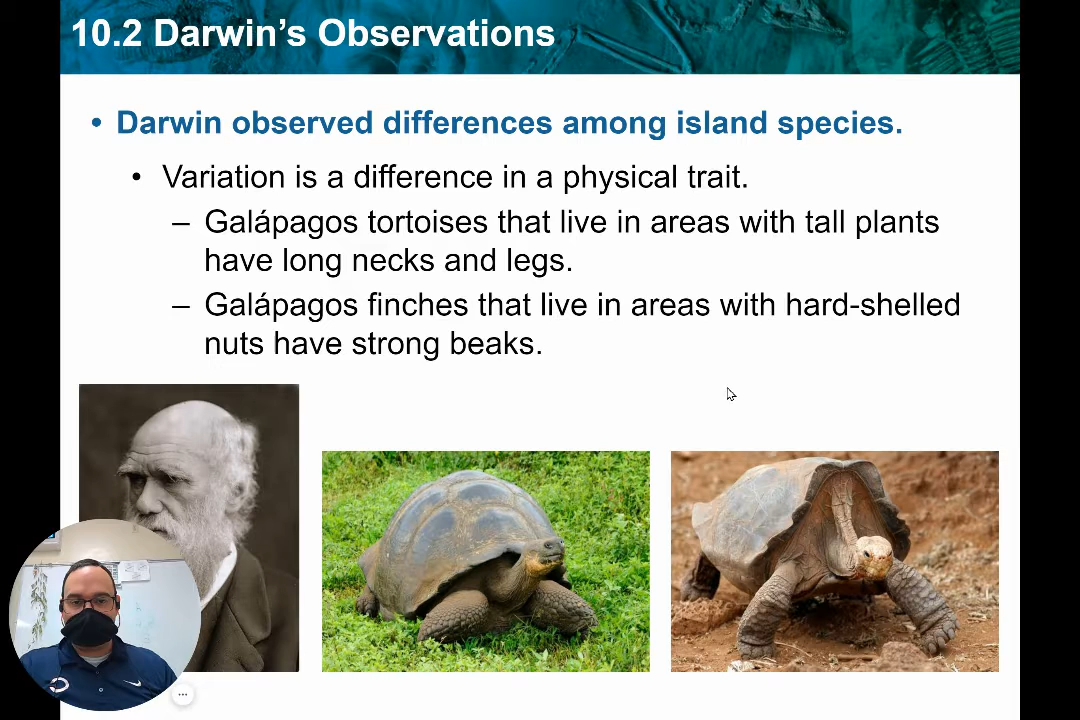 10.2 Darwin’s Observations
• Darwin observed differences among island species.
• Variation is a difference in a physical trait.
– Galápagos tortoises that live in areas with tall plants
have long necks and legs.
– Galápagos finches that live in areas with hard-shelled
nuts have strong beaks.